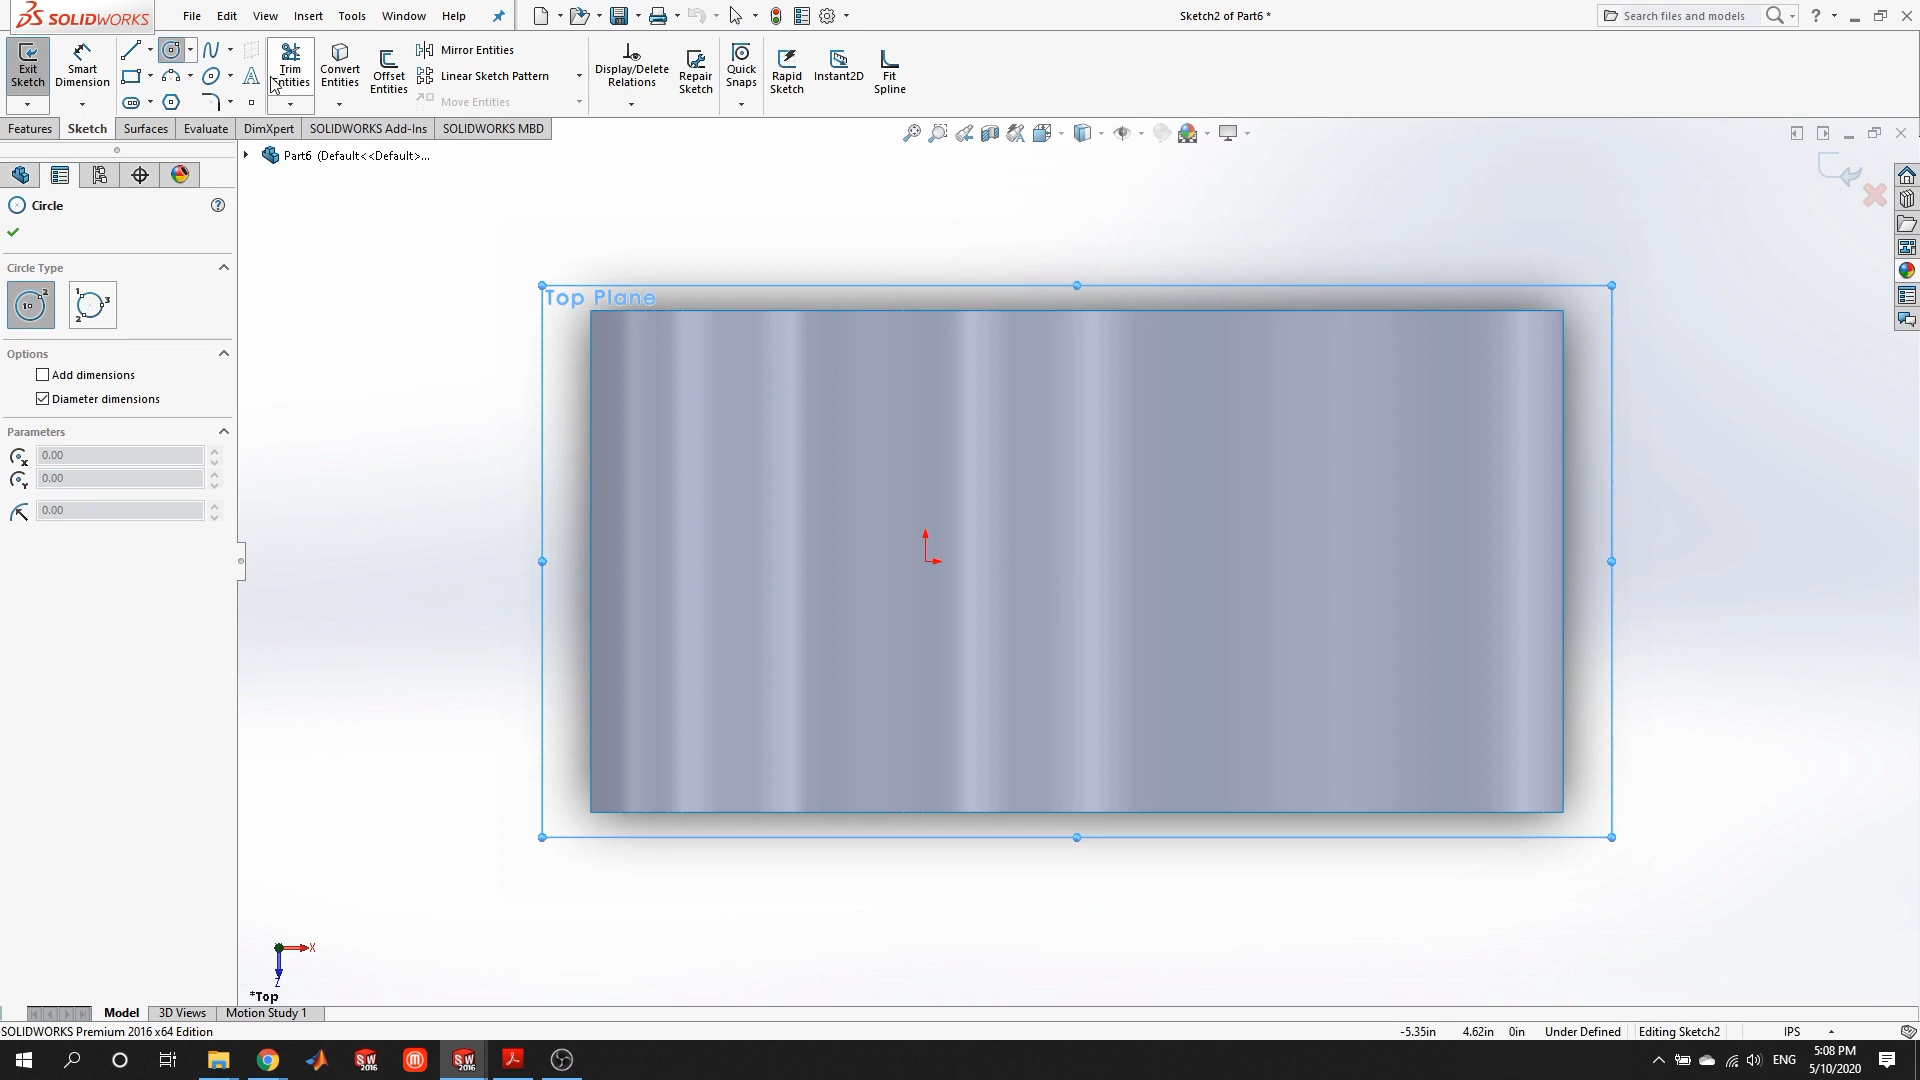 SOLIDWORKS
File Edit View Insert Tools Window Help
Sketch2 of Part6 *
Search files and models
?
Exit Sketch
Smart Dimension
Trim Entities
Convert Entities
Offset Entities
Mirror Entities
Linear Sketch Pattern
Move Entities
Display/Delete Relations
Repair Sketch
Quick Snaps
Rapid Sketch
Instant2D
Fit Spline
Features Sketch Surfaces Evaluate DimXpert SOLIDWORKS Add-Ins SOLIDWORKS MBD
Part6 (Default<<Default>...
Circle
Circle Type
Options
Add dimensions
Diameter dimensions
Parameters
0.00
0.00
0.00
Top Plane
X
Z
*Top
Model 3D Views Motion Study 1
SOLIDWORKS Premium 2016 x64 Edition
-5.35in 4.62in 0in Under Defined Editing Sketch2 IPS
SW 2016
SW 2016
ENG
5:08 PM
5/10/2020